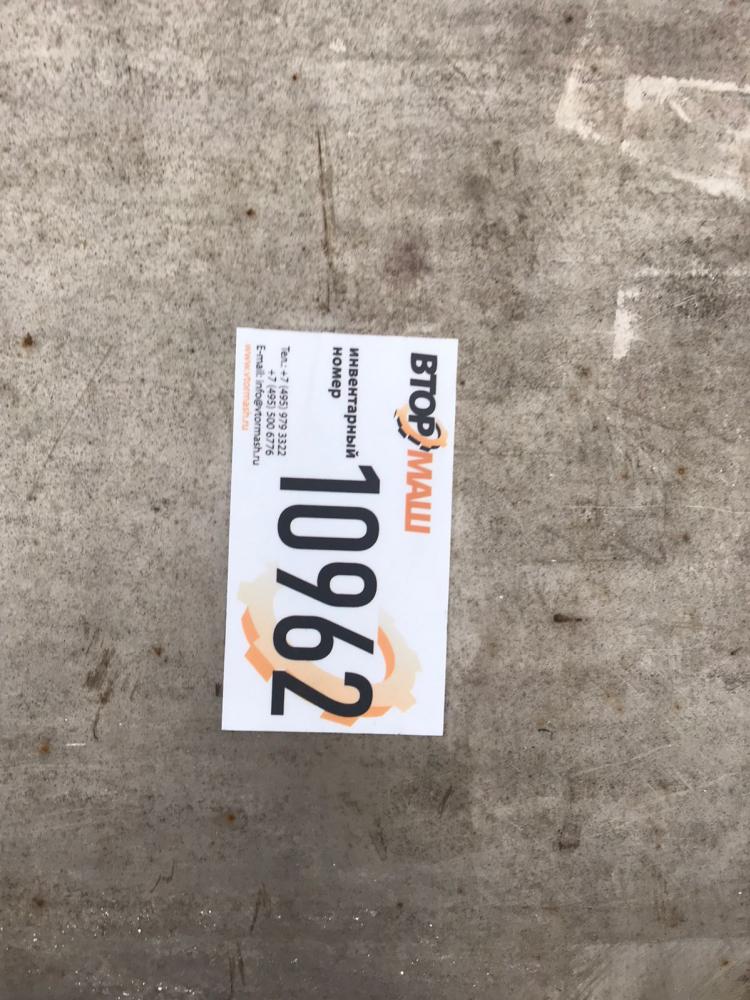 ВТОРМАШ
инвентарный
номер
10962
Тел.: +7 (495) 979 3322
+7 (495) 500 6776
E-mail: info@vtormash.ru
www.vtormash.ru